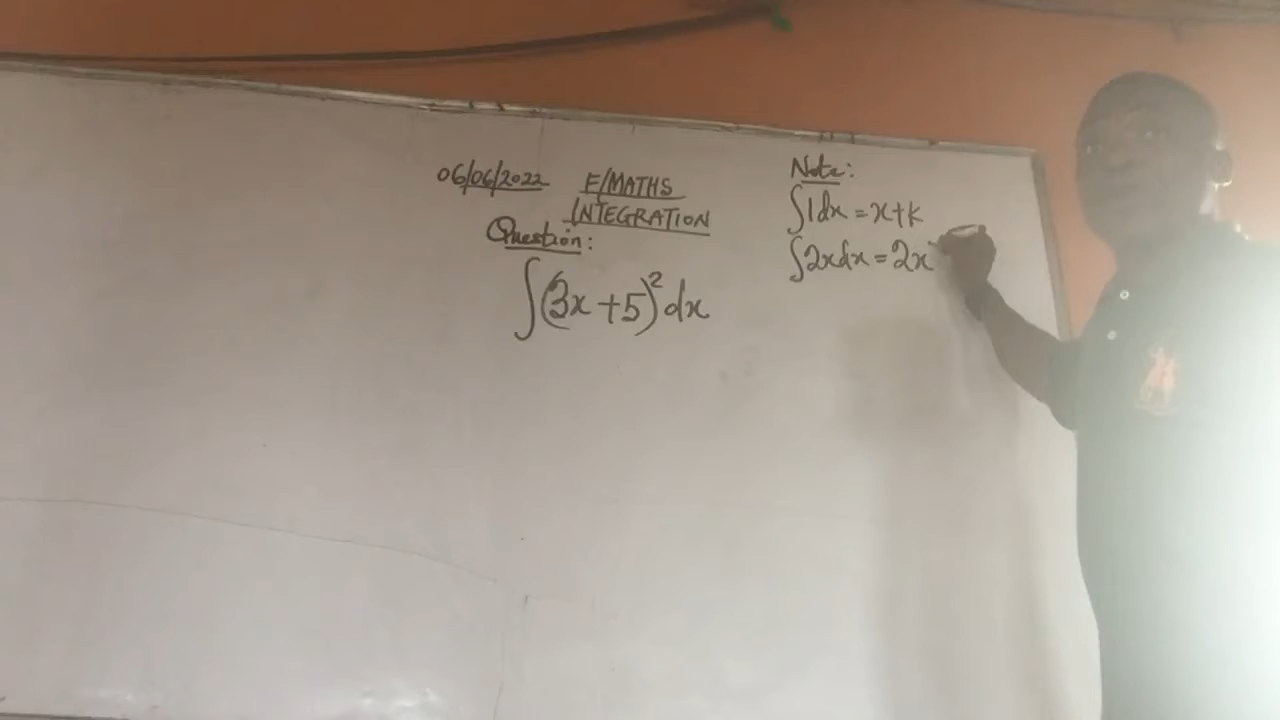 06/06/2022 F/MATHS
INTEGRATION
Question:
∫(3x+5)²dx
Note:
∫1dx=x+k
∫2xdx=2x